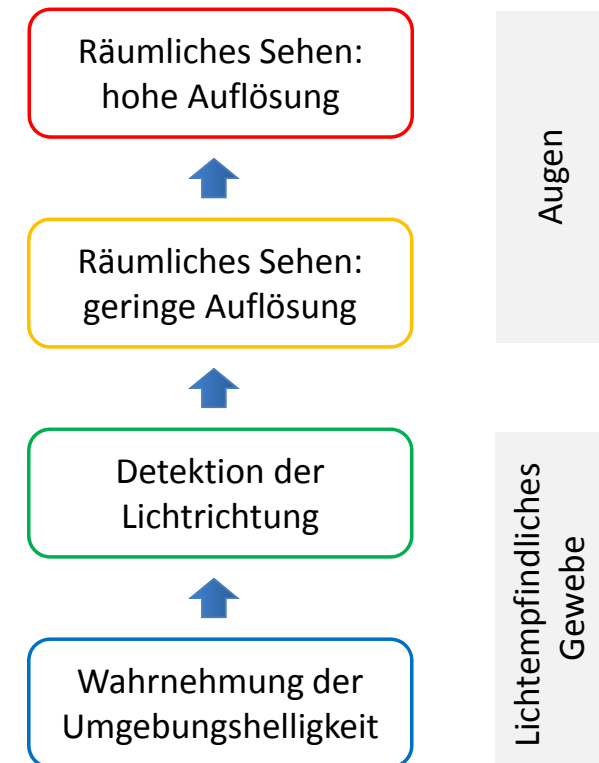 Räumliches Sehen:
hohe Auflösung
Augen
Räumliches Sehen:
geringe Auflösung
Detektion der
Lichtrichtung
Lichtempfindliches
Gewebe
Wahrnehmung der
Umgebungshelligkeit